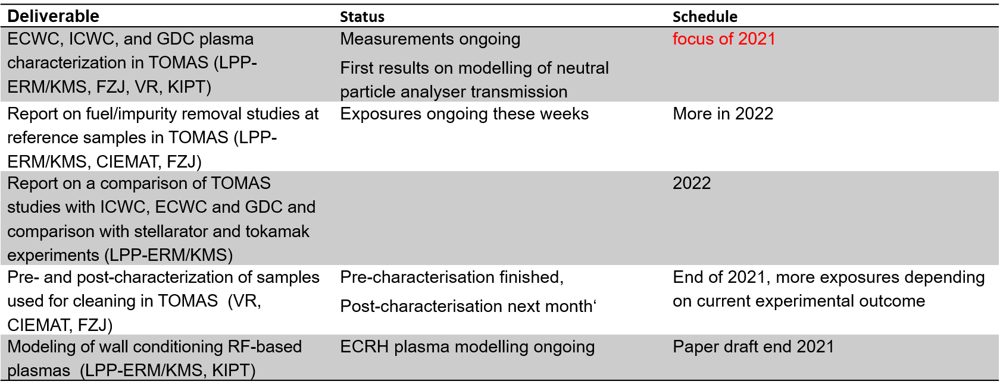 Deliverable Status Schedule
ECWC, ICWC, and GDC plasma
characterization in TOMAS (LPP-
ERM/KMS, FZJ, VR, KIPT)
Measurements ongoing
First results on modelling of neutral
particle analyser transmission
focus of 2021
Report on fuel/impurity removal studies at
reference samples in TOMAS (LPP-
ERM/KMS, CIEMAT, FZJ)
Exposures ongoing these weeks
More in 2022
Report on a comparison of TOMAS
studies with ICWC, ECWC and GDC and
comparison with stellarator and tokamak
experiments (LPP-ERM/KMS)
2022
Pre- and post-characterization of samples
used for cleaning in TOMAS  (VR,
CIEMAT, FZJ)
Pre-characterisation finished,
Post-characterisation next month‘
End of 2021, more exposures depending
on current experimental outcome
Modeling of wall conditioning RF-based
plasmas  (LPP-ERM/KMS, KIPT)
ECRH plasma modelling ongoing
Paper draft end 2021